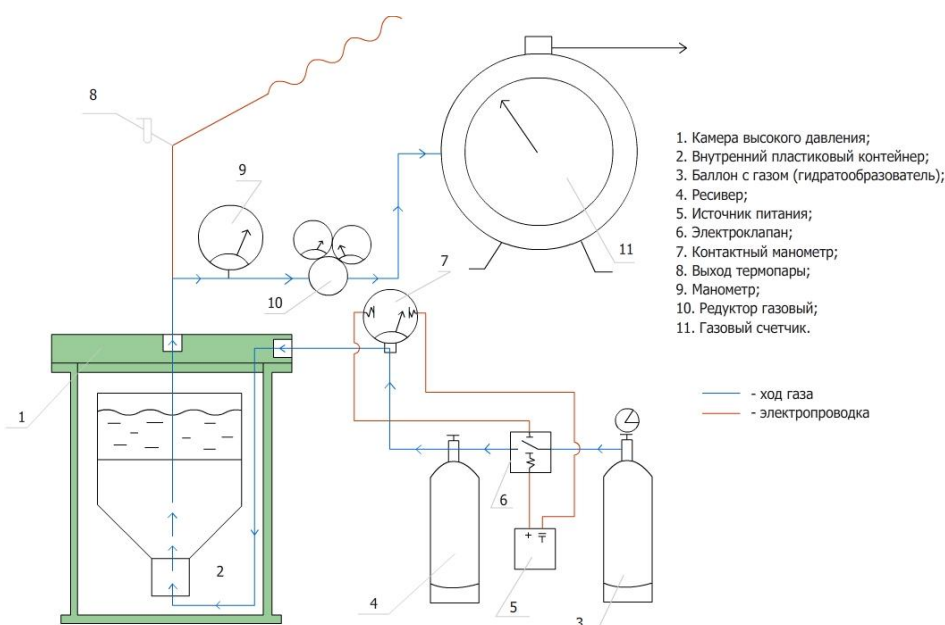 8
9
10
11
7
1
2
6
4
5
3
+
1. Камера высокого давления;
2. Внутренний пластиковый контейнер;
3. Баллон с газом (гидратообразователь);
4. Ресивер;
5. Источник питания;
6. Электроклапан;
7. Контактный манометр;
8. Выход термопары;
9. Манометр;
10. Редуктор газовый;
11. Газовый счетчик.
- ход газа
- электропроводка